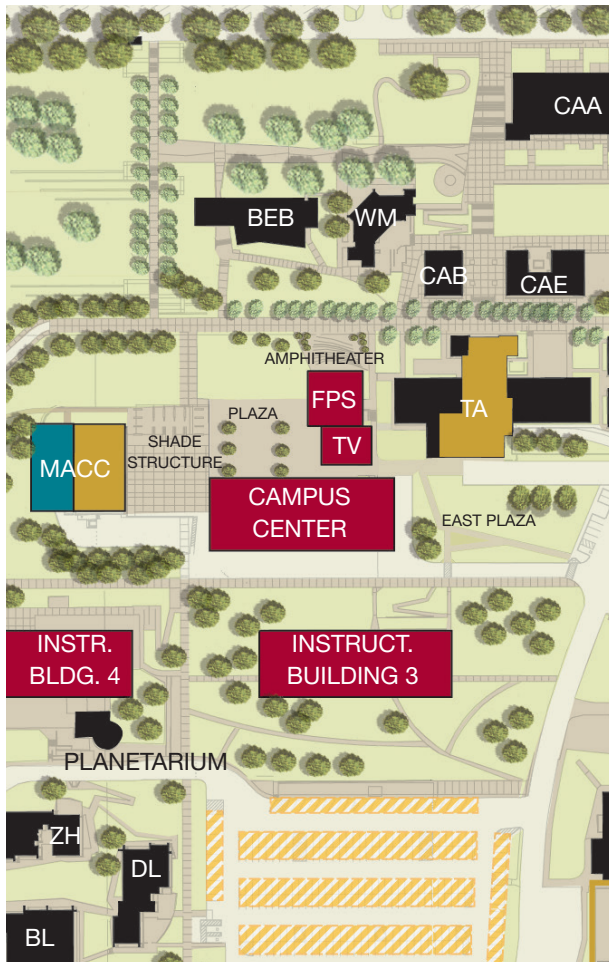 CAA
BEB
WM
CAB
CAE
AMPHITHEATER
FPS
TA
PLAZA
TV
SHADE
STRUCTURE
MACC
CAMPUS
CENTER
EAST PLAZA
INSTR.
BLDG. 4
INSTRUCT.
BUILDING 3
PLANETARIUM
ZH
DL
BL